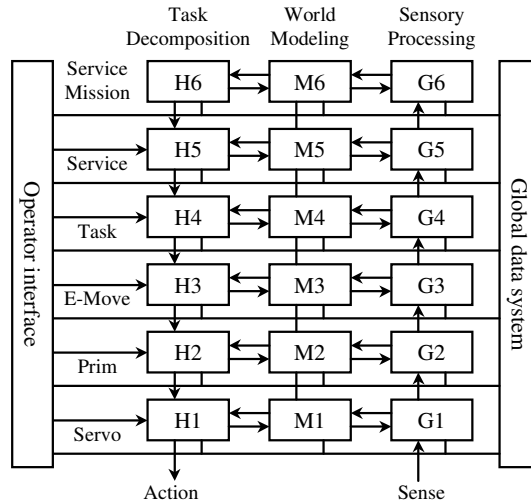 Task
Decomposition
World
Modeling
Sensory
Processing
Operator interface
Global data system
Service
Mission
H6
M6
G6
Service
H5
M5
G5
Task
H4
M4
G4
E-Move
H3
M3
G3
Prim
H2
M2
G2
Servo
H1
M1
G1
Action
Sense